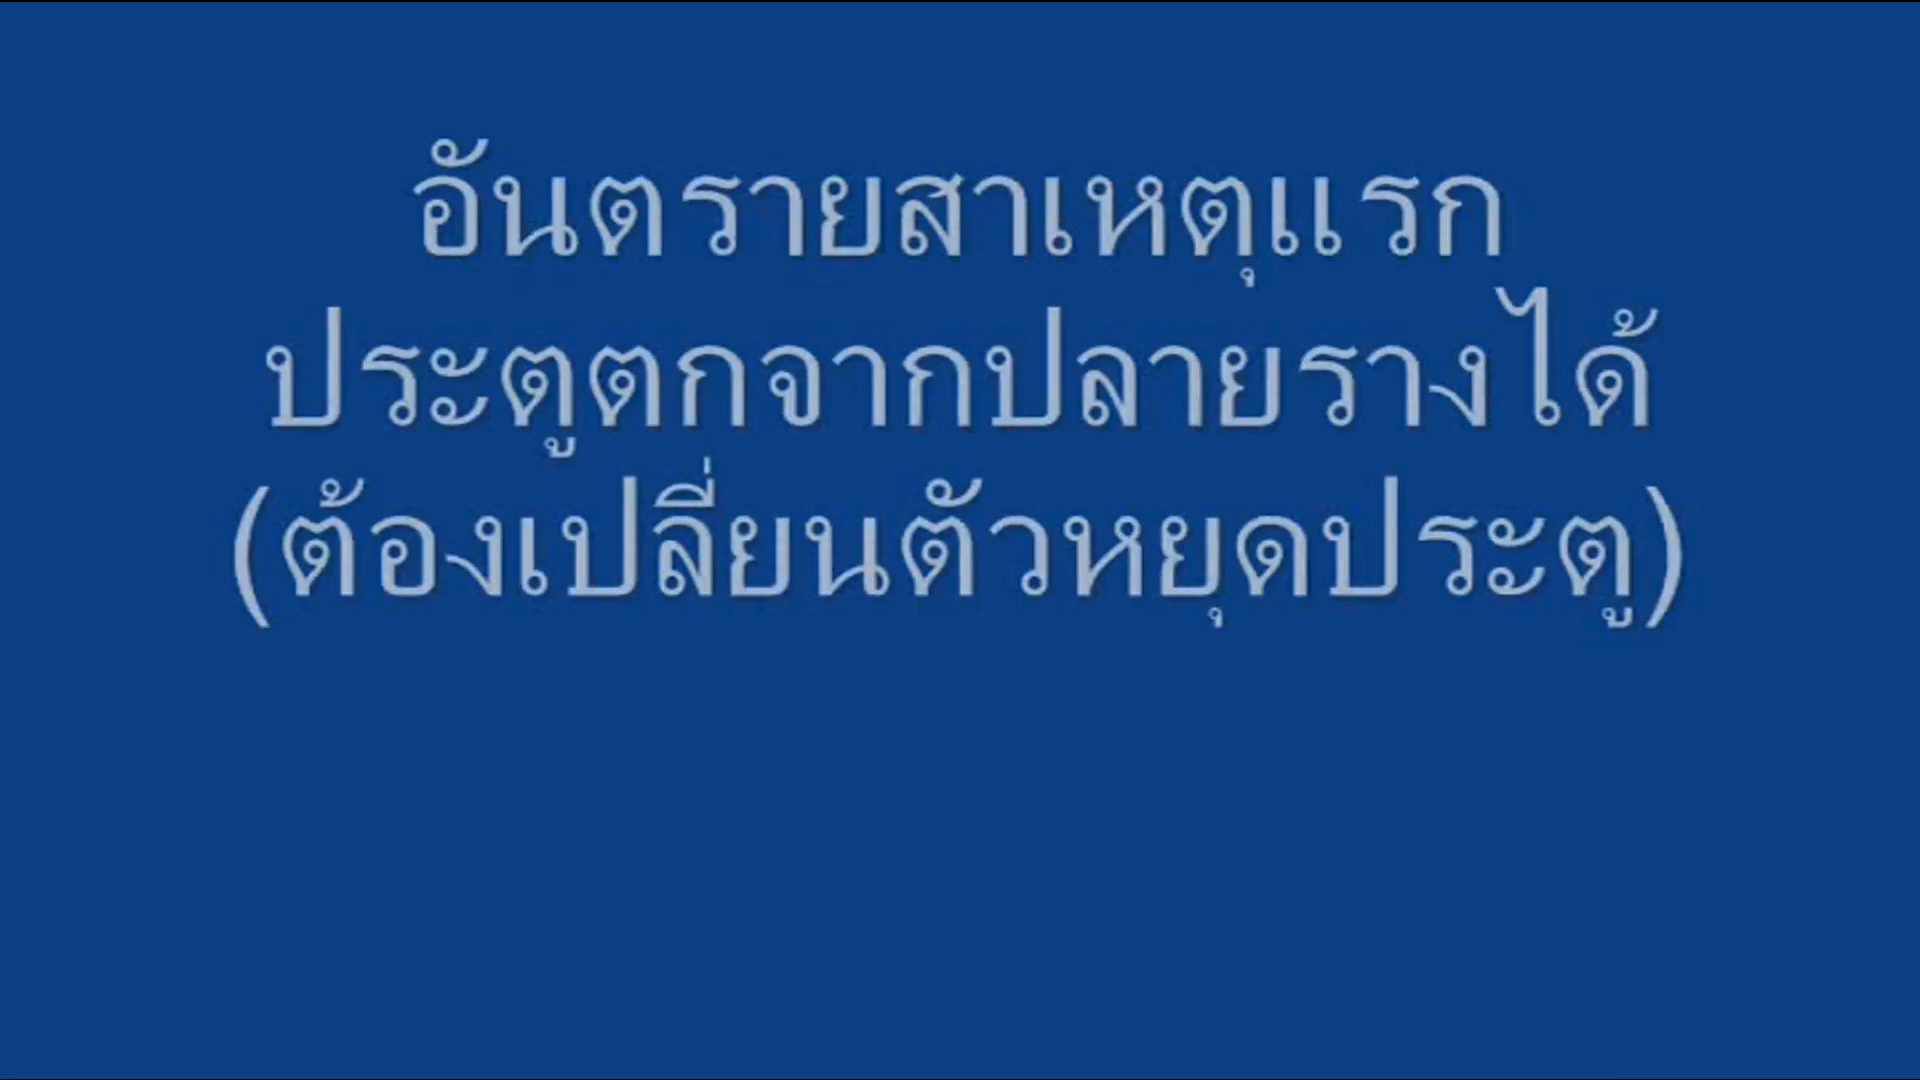 อันตรายสาเหตุแรก
ประตูตกจากปลายรางได้
(ต้องเปลี่ยนตัวหยุดประตู)